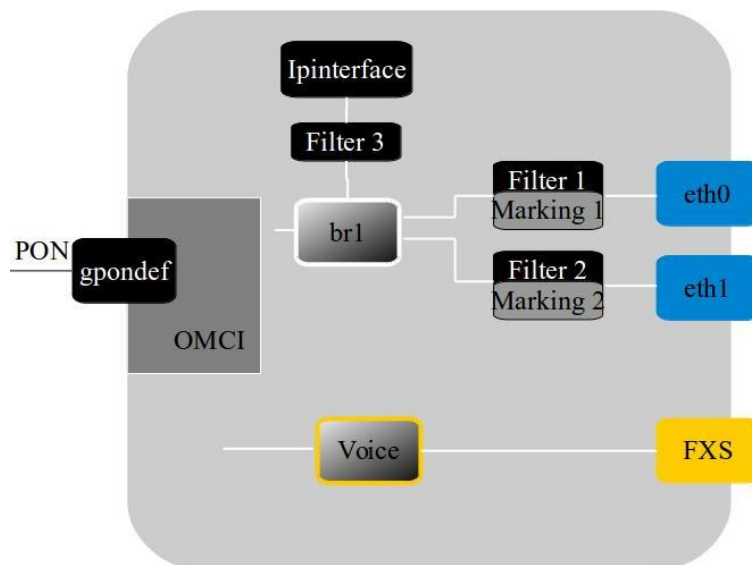 Ipinterface
Filter 3
Filter 1
Marking 1
eth0
br1
PON
gpondef
Filter 2
Marking 2
eth1
OMCI
Voice
FXS